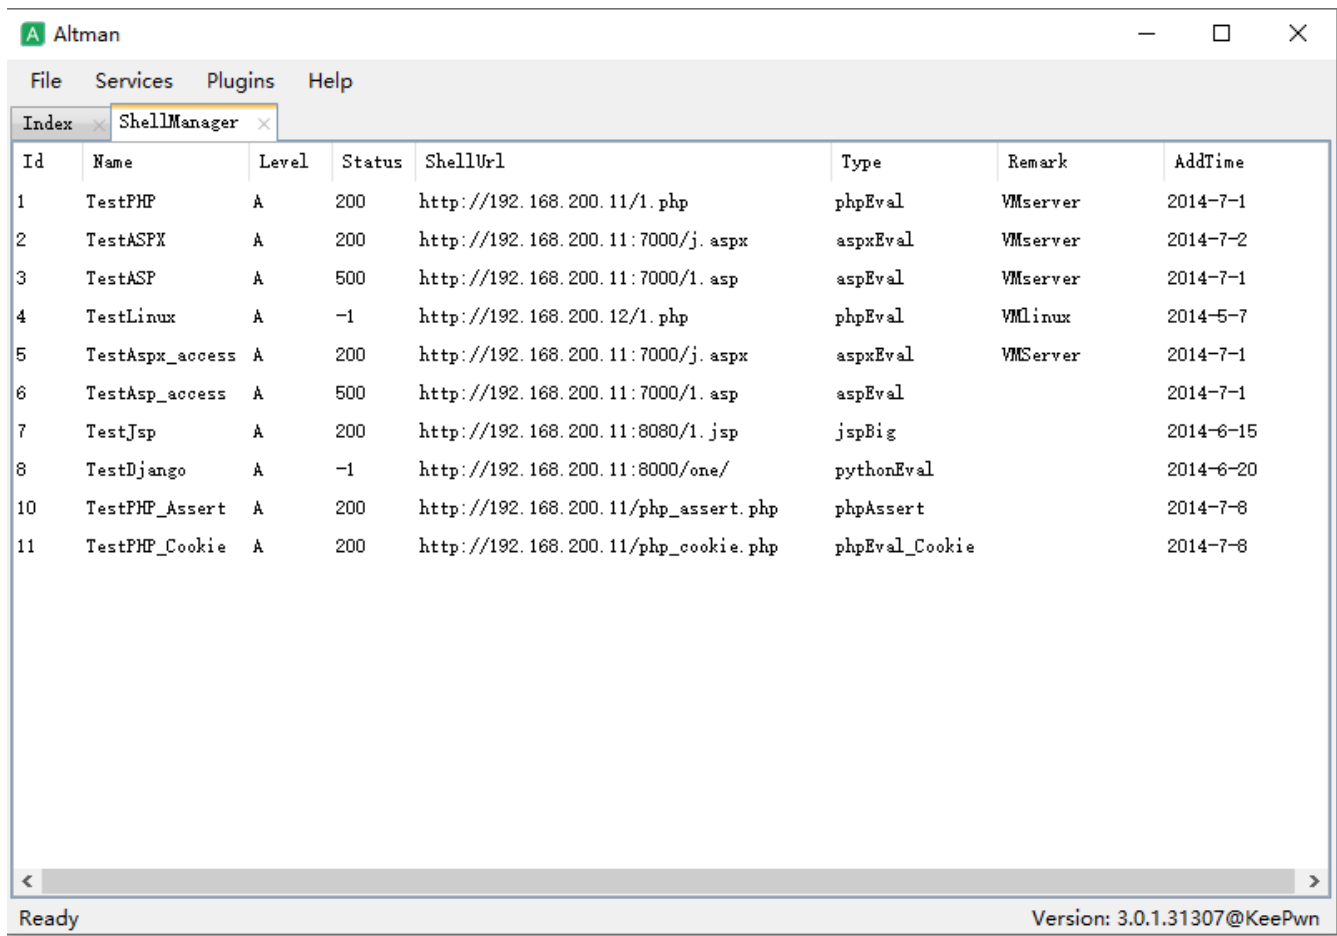 Altman
File Services Plugins Help
Index ShellManager
Id Name Level Status ShellUrl Type Remark AddTime
1 TestPHP A 200 http://192.168.200.11/1.php phpEval VMserver 2014-7-1
2 TestASPX A 200 http://192.168.200.11:7000/j.aspx aspxEval VMserver 2014-7-2
3 TestASP A 500 http://192.168.200.11:7000/1.asp aspEval VMserver 2014-7-1
4 TestLinux A -1 http://192.168.200.12/1.php phpEval VMlinux 2014-5-7
5 TestAspx_access A 200 http://192.168.200.11:7000/j.aspx aspxEval VMServer 2014-7-1
6 TestAsp_access A 500 http://192.168.200.11:7000/1.asp aspEval 2014-7-1
7 TestJsp A 200 http://192.168.200.11:8080/1.jsp jspBig 2014-6-15
8 TestDjango A -1 http://192.168.200.11:8000/one/ pythonEval 2014-6-20
10 TestPHP_Assert A 200 http://192.168.200.11/php_assert.php phpAssert 2014-7-8
11 TestPHP_Cookie A 200 http://192.168.200.11/php_cookie.php phpEval_Cookie 2014-7-8
Ready Version: 3.0.1.31307@KeePwn